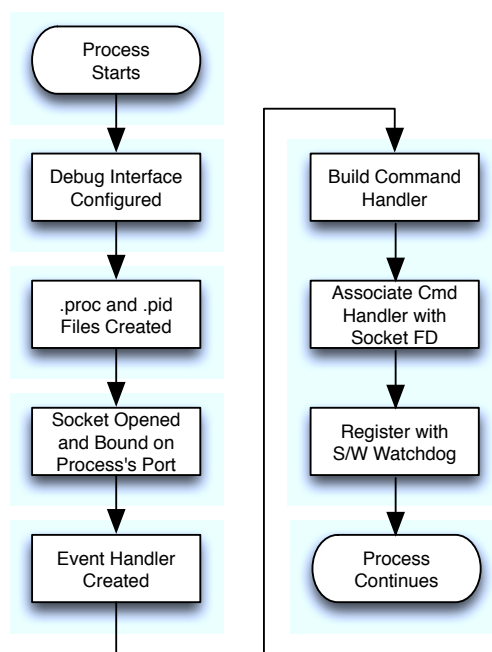 Process
Starts
Debug Interface
Configured
.proc and .pid
Files Created
Socket Opened
and Bound on
Process's Port
Event Handler
Created
Build Command
Handler
Associate Cmd
Handler with
Socket FD
Register with
S/W Watchdog
Process
Continues